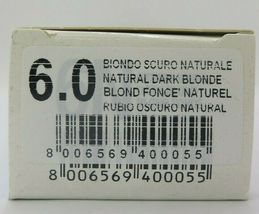 6.0
BIONDO SCURO NATURALE
NATURAL DARK BLONDE
BLOND FONCE' NATUREL
RUBIO OSCURO NATURAL
8 006569 400055
8 006569 400055